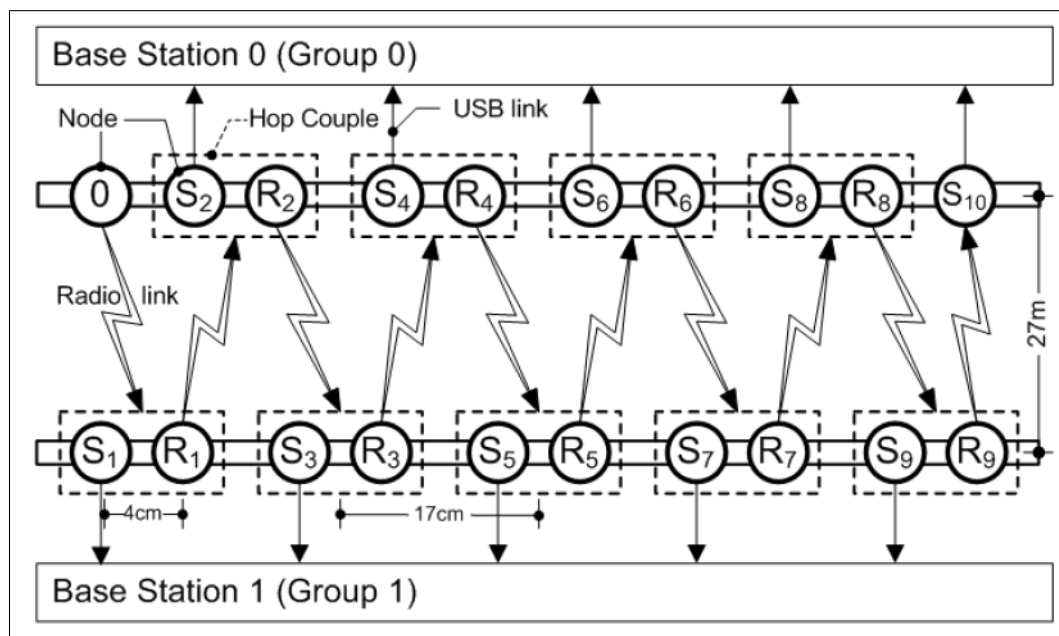 Base Station 0 (Group 0)
Node
Hop Couple
USB link
0
S2
R2
S4
R4
S6
R6
S8
R8
S10
Radio link
27m
S1
R1
S3
R3
S5
R5
S7
R7
S9
R9
4cm
17cm
Base Station 1 (Group 1)